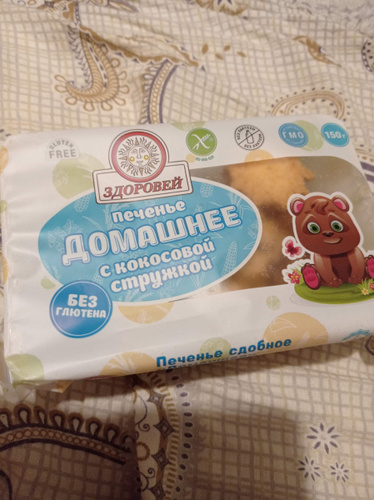 GLUTEN
FREE
ГМО
150г
ЗДОРОВЕЙ
печенье
ДОМАШНЕЕ
с кокосовой
стружкой
БЕЗ
ГЛЮТЕНА
Печенье сдобное